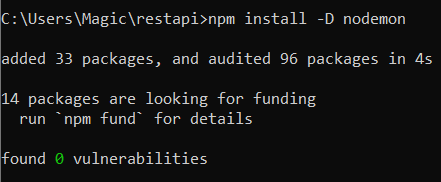 C:\Users\Magic\restapi>npm install -D nodemon
added 33 packages, and audited 96 packages in 4s
14 packages are looking for funding
run `npm fund` for details
found 0 vulnerabilities